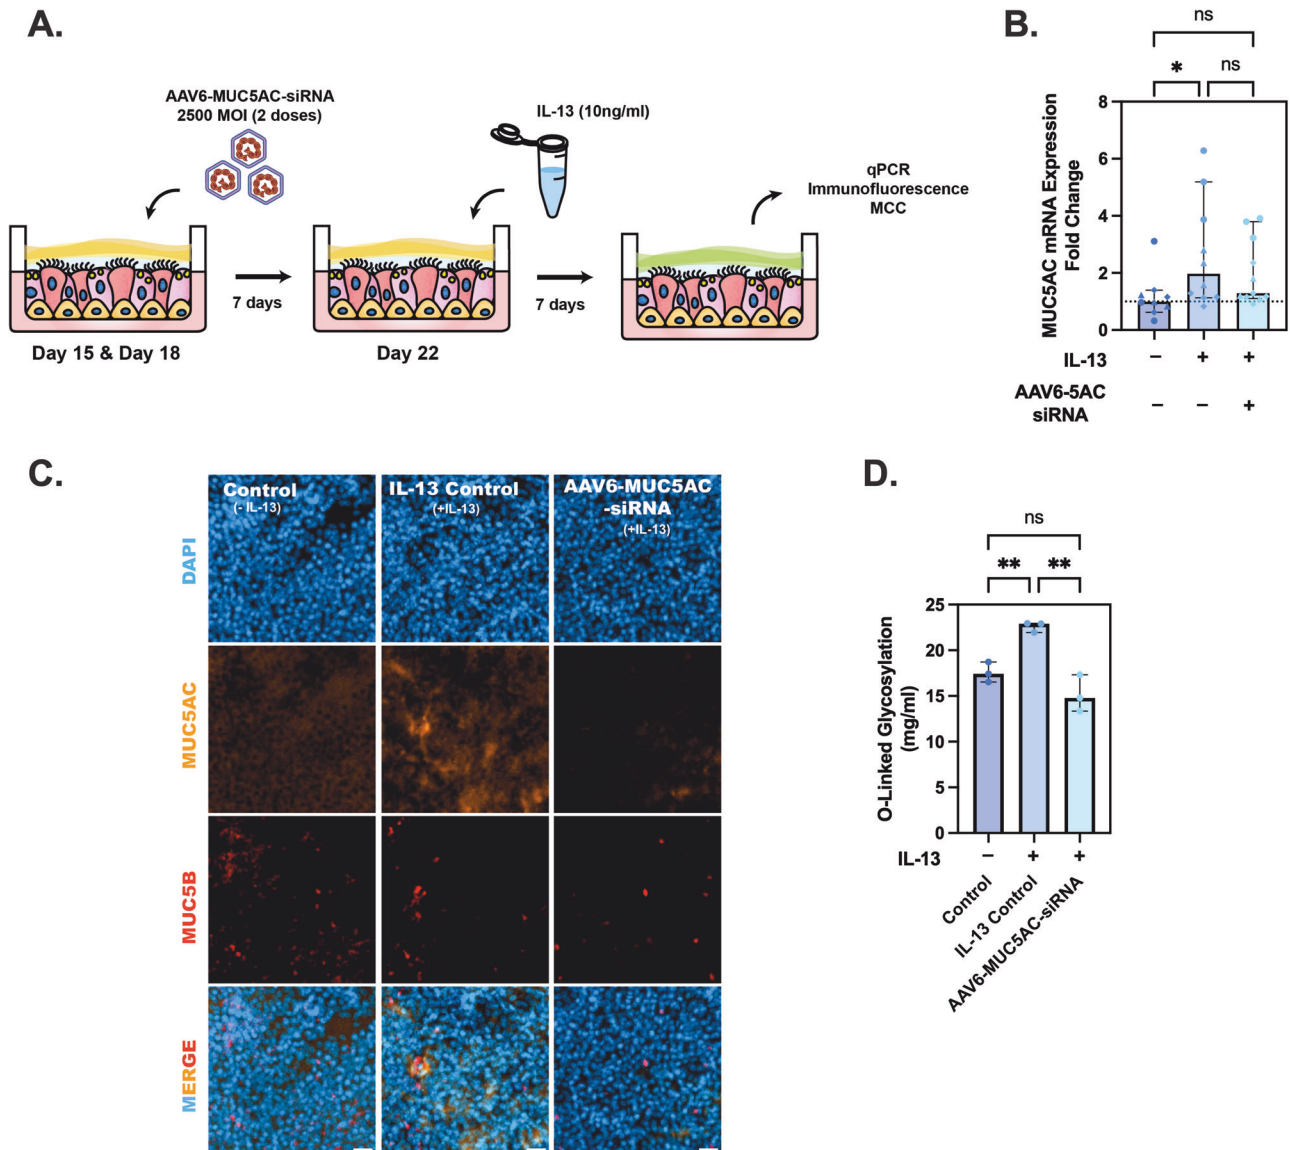 A.
AAV6-MUC5AC-siRNA
2500 MOI (2 doses)
IL-13 (10ng/ml)
qPCR
Immunofluorescence
MCC
7 days
7 days
Day 15 & Day 18
Day 22
B.
ns
*
ns
MUC5AC mRNA Expression
Fold Change
8
6
4
2
0
IL-13
− + +
AAV6-5AC
siRNA
− − +
C.
Control
(- IL-13)
IL-13 Control
(+IL-13)
AAV6-MUC5AC
-siRNA
(+IL-13)
DAPI
MUC5AC
MUC5B
MERGE
D.
ns
**
**
O-Linked Glycosylation
(mg/ml)
25
20
15
10
5
0
IL-13
− + +
Control
IL-13 Control
AAV6-MUC5AC-siRNA